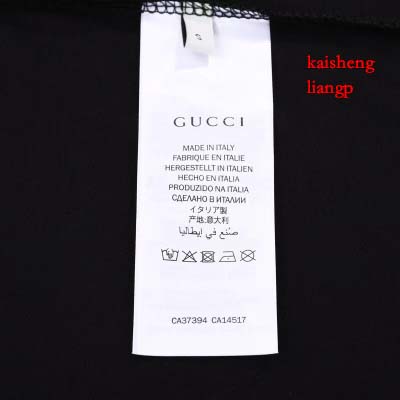 S
kaisheng
liangp
GUCCI
MADE IN ITALY
FABRIQUE EN ITALIE
HERGESTELLT IN ITALIEN
HECHO EN ITALIA
PRODUZIDO NA ITALIA
СДЕЛАНО В ИТАЛИИ
イタリア製
产地:意大利
صنع في إيطاليا
CA37394 CA14517